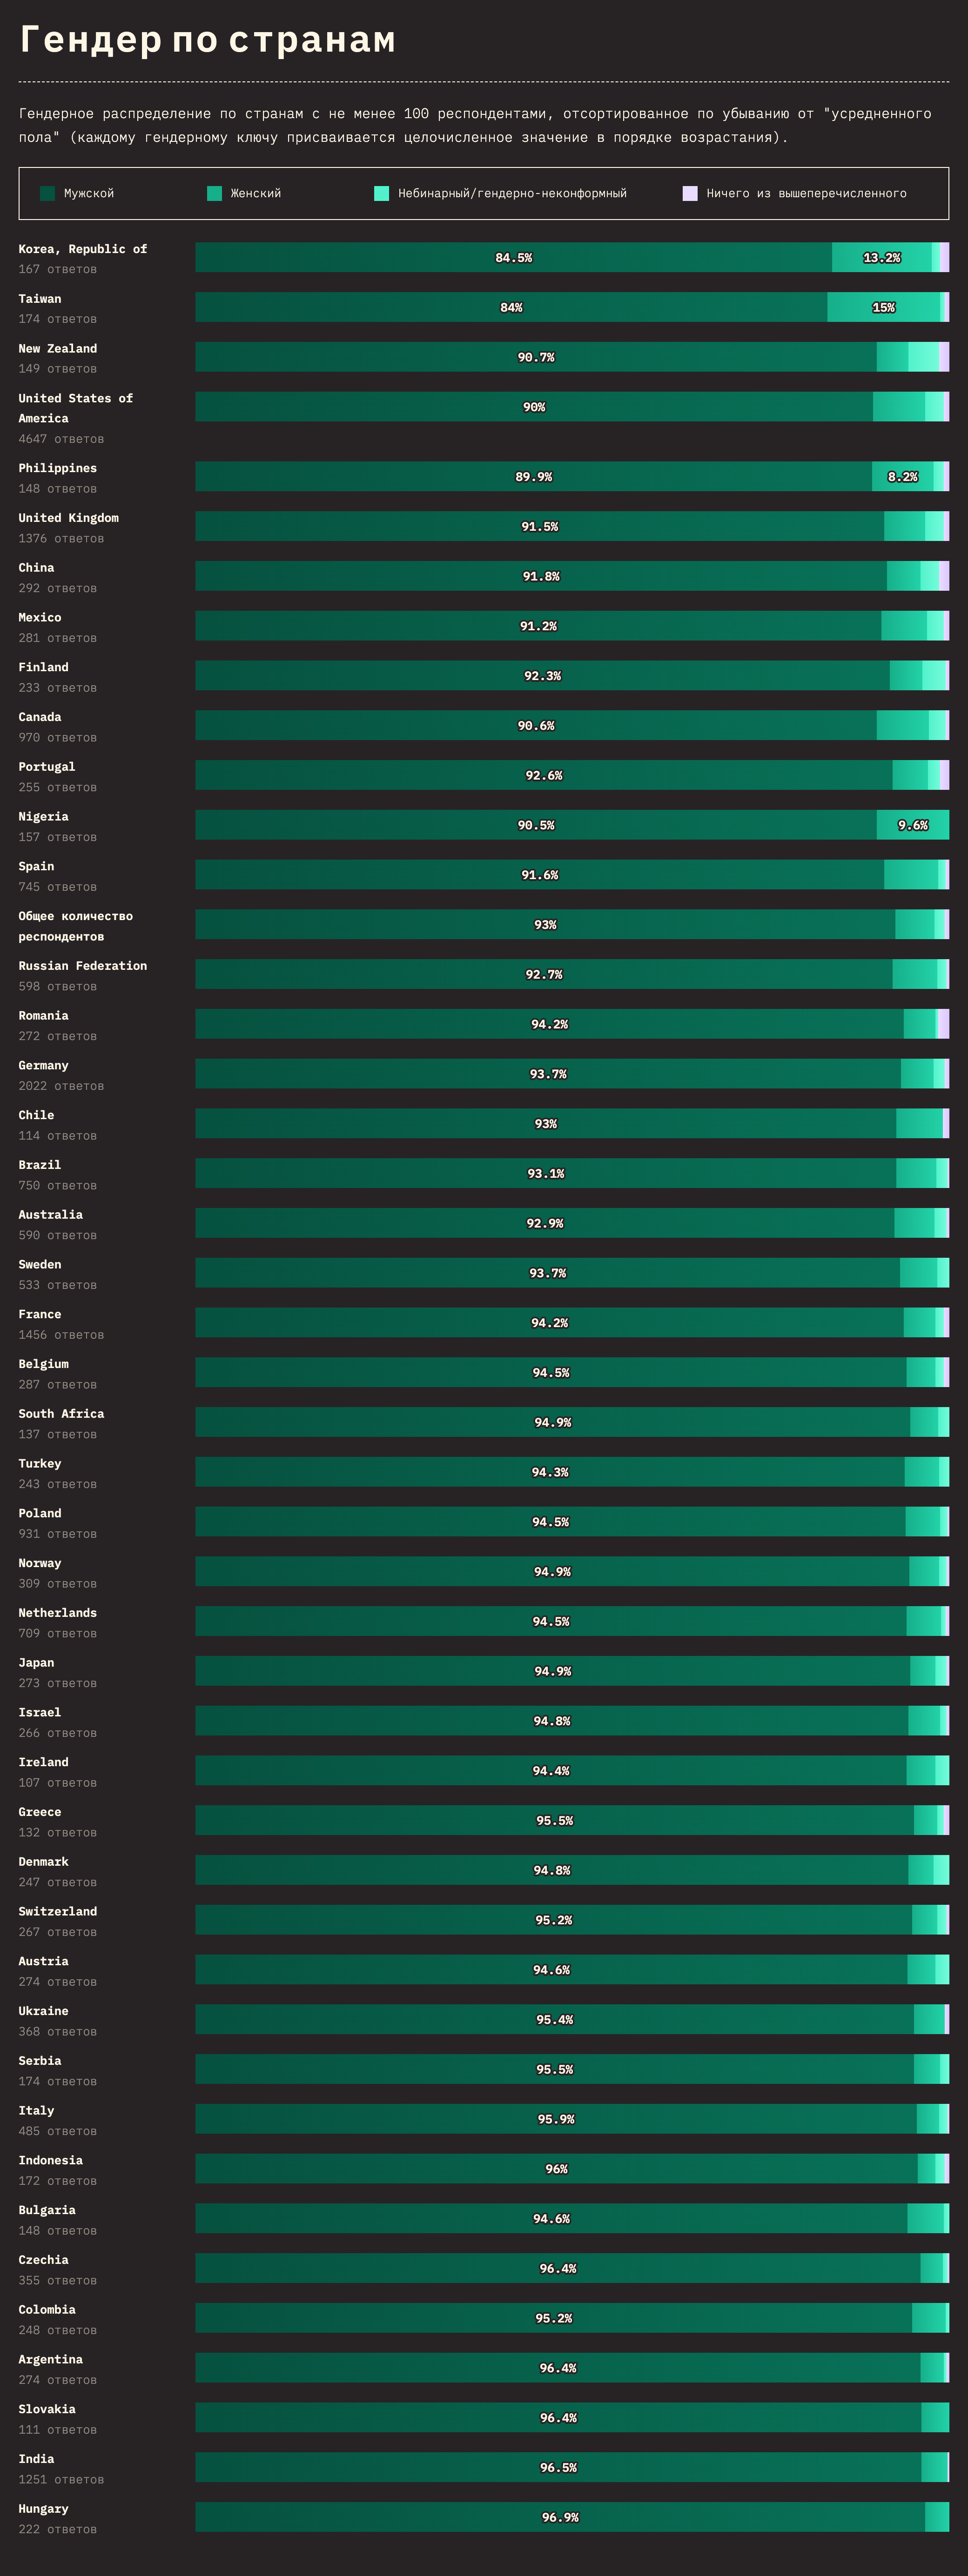 Гендер по странам
Гендерное распределение по странам с не менее 100 респондентами, отсортированное по убыванию от "усредненного
пола" (каждому гендерному ключу присваивается целочисленное значение в порядке возрастания).
Мужской Женский Небинарный/гендерно-неконформный Ничего из вышеперечисленного
Korea, Republic of
167 ответов
84.5% 13.2%
Taiwan
174 ответов
84% 15%
New Zealand
149 ответов
90.7%
United States of
America
4647 ответов
90%
Philippines
148 ответов
89.9% 8.2%
United Kingdom
1376 ответов
91.5%
China
292 ответов
91.8%
Mexico
281 ответов
91.2%
Finland
233 ответов
92.3%
Canada
970 ответов
90.6%
Portugal
255 ответов
92.6%
Nigeria
157 ответов
90.5% 9.6%
Spain
745 ответов
91.6%
Общее количество
респондентов
93%
Russian Federation
598 ответов
92.7%
Romania
272 ответов
94.2%
Germany
2022 ответов
93.7%
Chile
114 ответов
93%
Brazil
750 ответов
93.1%
Australia
590 ответов
92.9%
Sweden
533 ответов
93.7%
France
1456 ответов
94.2%
Belgium
287 ответов
94.5%
South Africa
137 ответов
94.9%
Turkey
243 ответов
94.3%
Poland
931 ответов
94.5%
Norway
309 ответов
94.9%
Netherlands
709 ответов
94.5%
Japan
273 ответов
94.9%
Israel
266 ответов
94.8%
Ireland
107 ответов
94.4%
Greece
132 ответов
95.5%
Denmark
247 ответов
94.8%
Switzerland
267 ответов
95.2%
Austria
274 ответов
94.6%
Ukraine
368 ответов
95.4%
Serbia
174 ответов
95.5%
Italy
485 ответов
95.9%
Indonesia
172 ответов
96%
Bulgaria
148 ответов
94.6%
Czechia
355 ответов
96.4%
Colombia
248 ответов
95.2%
Argentina
274 ответов
96.4%
Slovakia
111 ответов
96.4%
India
1251 ответов
96.5%
Hungary
222 ответов
96.9%